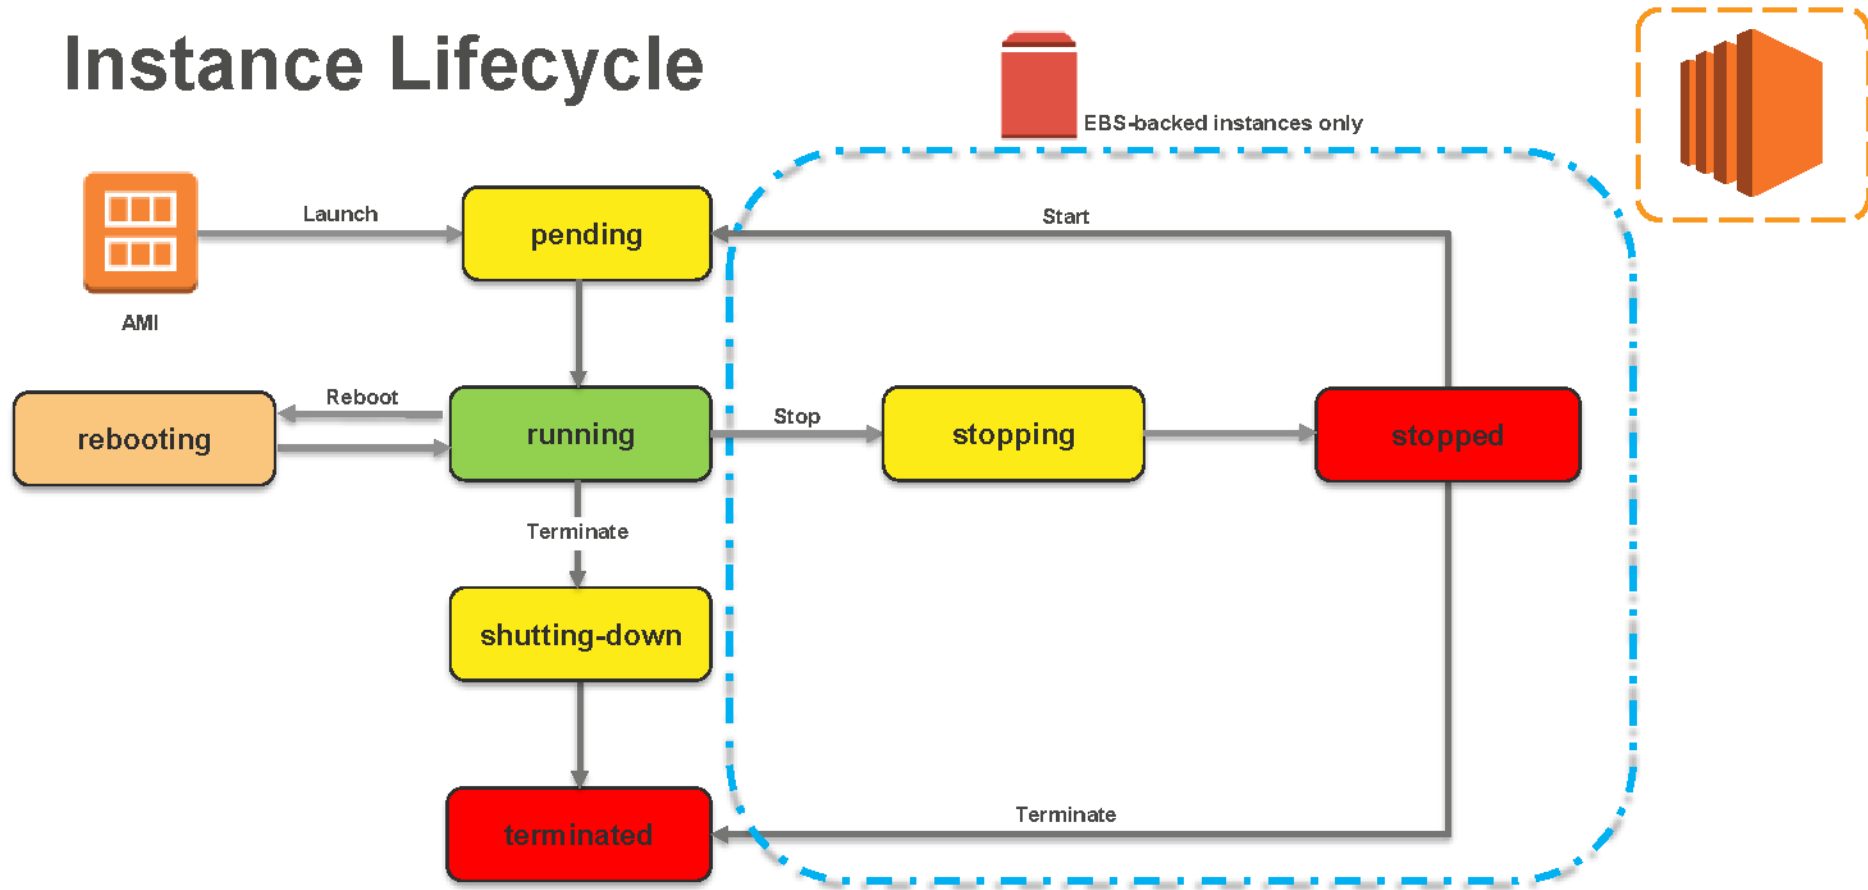 Instance Lifecycle
EBS-backed instances only
Launch
pending
Start
AMI
Reboot
rebooting
running
Stop
stopping
stopped
Terminate
shutting-down
Terminate
terminated